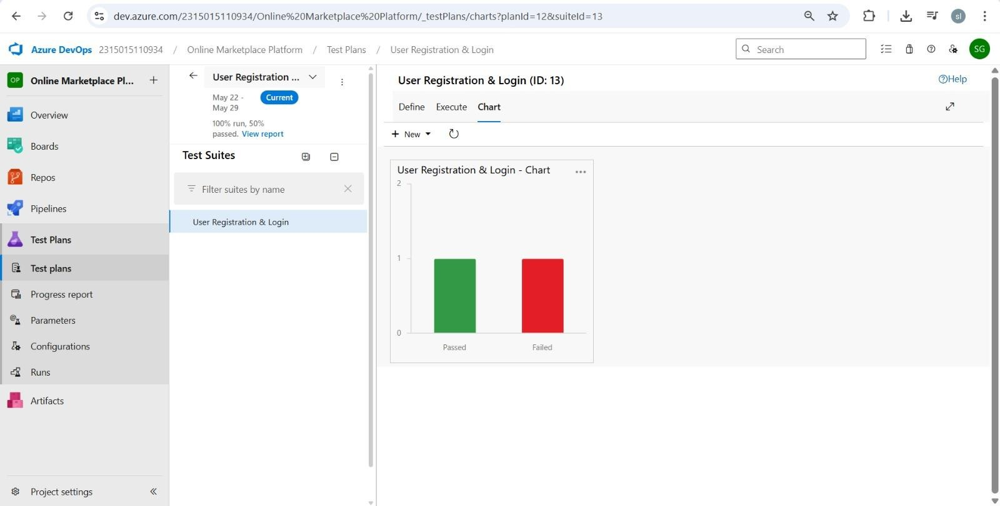 dev.azure.com/2315015110934/Online%20Marketplace%20Platform/_testPlans/charts?planId=12&suiteId=13
sl
Azure DevOps 2315015110934 / Online Marketplace Platform / Test Plans / User Registration & Login
Search
SG
OP Online Marketplace Pl...
Overview
Boards
Repos
Pipelines
Test Plans
Test plans
Progress report
Parameters
Configurations
Runs
Artifacts
Project settings
User Registration ...
May 22 -
May 29
Current
100% run, 50%
passed. View report
Test Suites
Filter suites by name
User Registration & Login
User Registration & Login (ID: 13)
Help
Define Execute Chart
New
User Registration & Login - Chart
2
1
0
Passed Failed